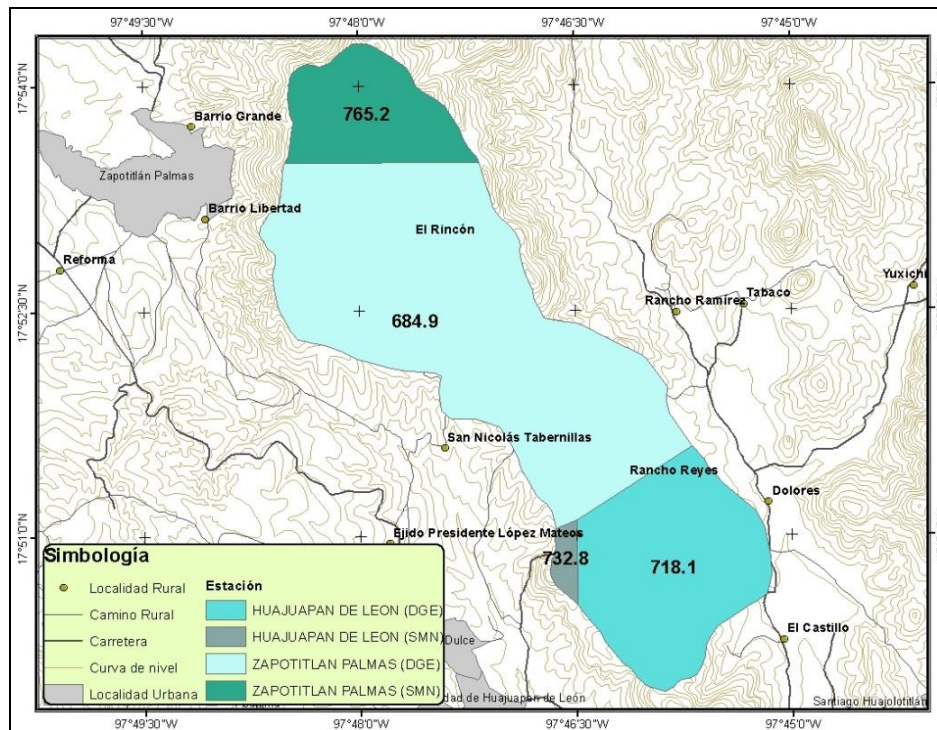 97°49'30"W 97°48'0"W 97°46'30"W 97°45'0"W
17°54'0"N
765.2
Barrio Grande
Zapotitlán Palmas
Barrio Libertad
El Rincón
Reforma
Yuxichi
Tabaco
Rancho Ramírez
17°52'30"N
684.9
San Nicolás Tabernillas
Rancho Reyes
Dolores
17°51'0"N
Ejido Presidente López Mateos
732.8
718.1
Simbología
Localidad Rural
Camino Rural
Carretera
Curva de nivel
Localidad Urbana
Estación
HUAJUAPAN DE LEON (DGE)
HUAJUAPAN DE LEON (SMN)
ZAPOTITLAN PALMAS (DGE)
ZAPOTITLAN PALMAS (SMN)
Dulce
El Castillo
dad de Huajuapan de León
Santiago Huajolotitlán
97°49'30"W 97°48'0"W 97°46'30"W 97°45'0"W